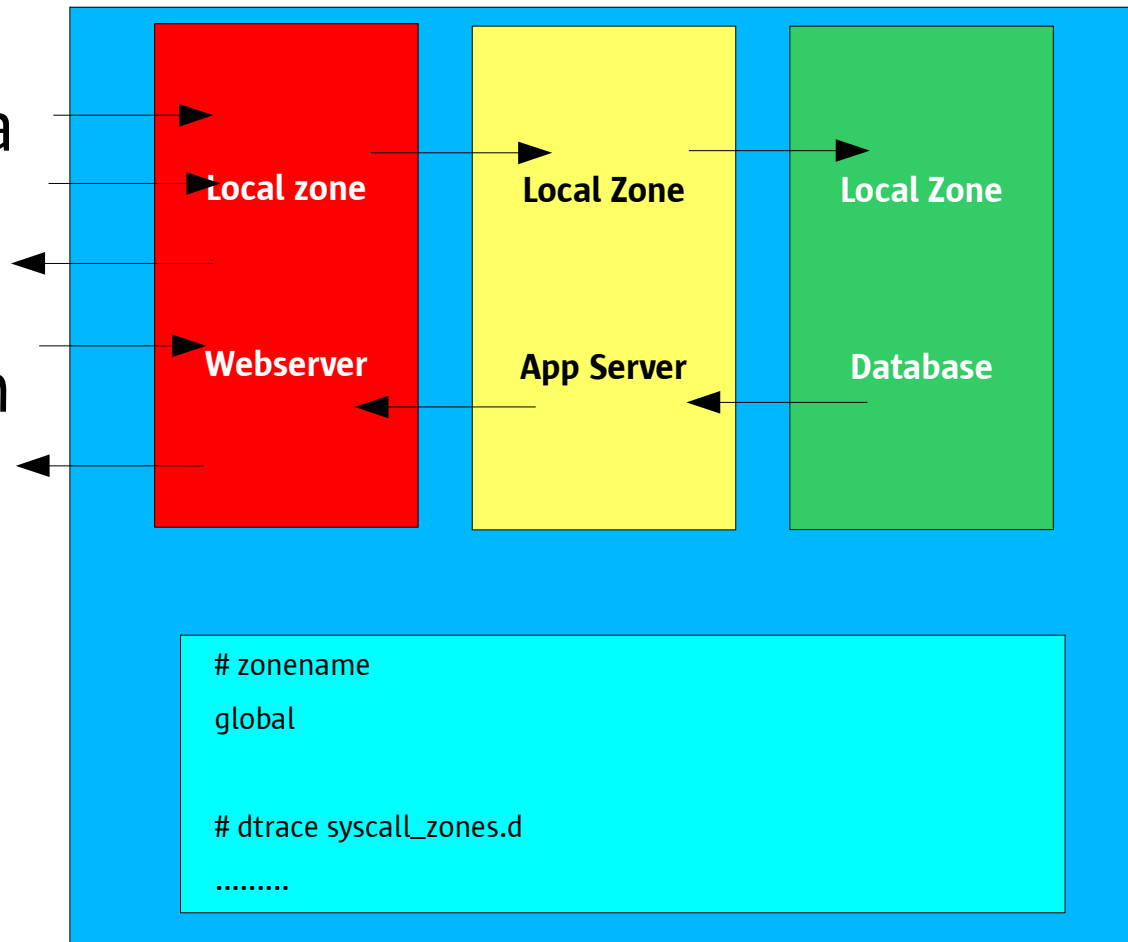 Local zone
Webserver
Local Zone
App Server
Local Zone
Database
# zonename
global
# dtrace syscall_zones.d
.........